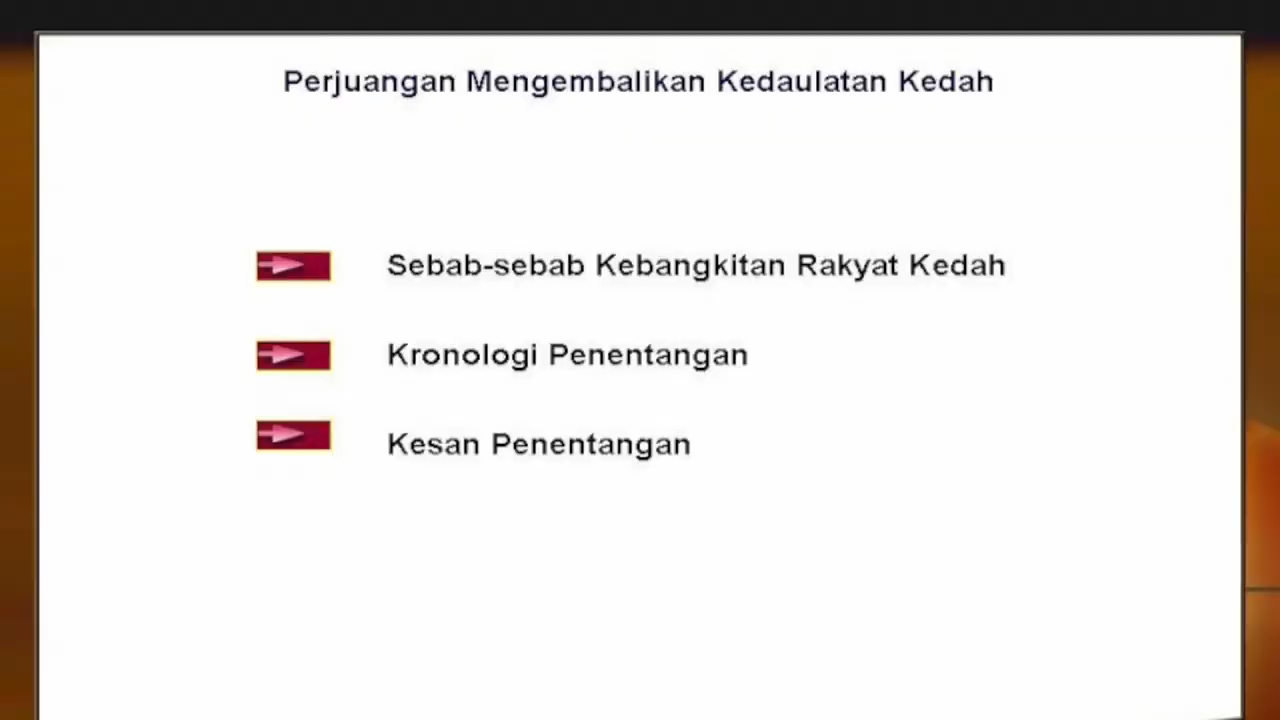 Perjuangan Mengembalikan Kedaulatan Kedah
Sebab-sebab Kebangkitan Rakyat Kedah
Kronologi Penentangan
Kesan Penentangan